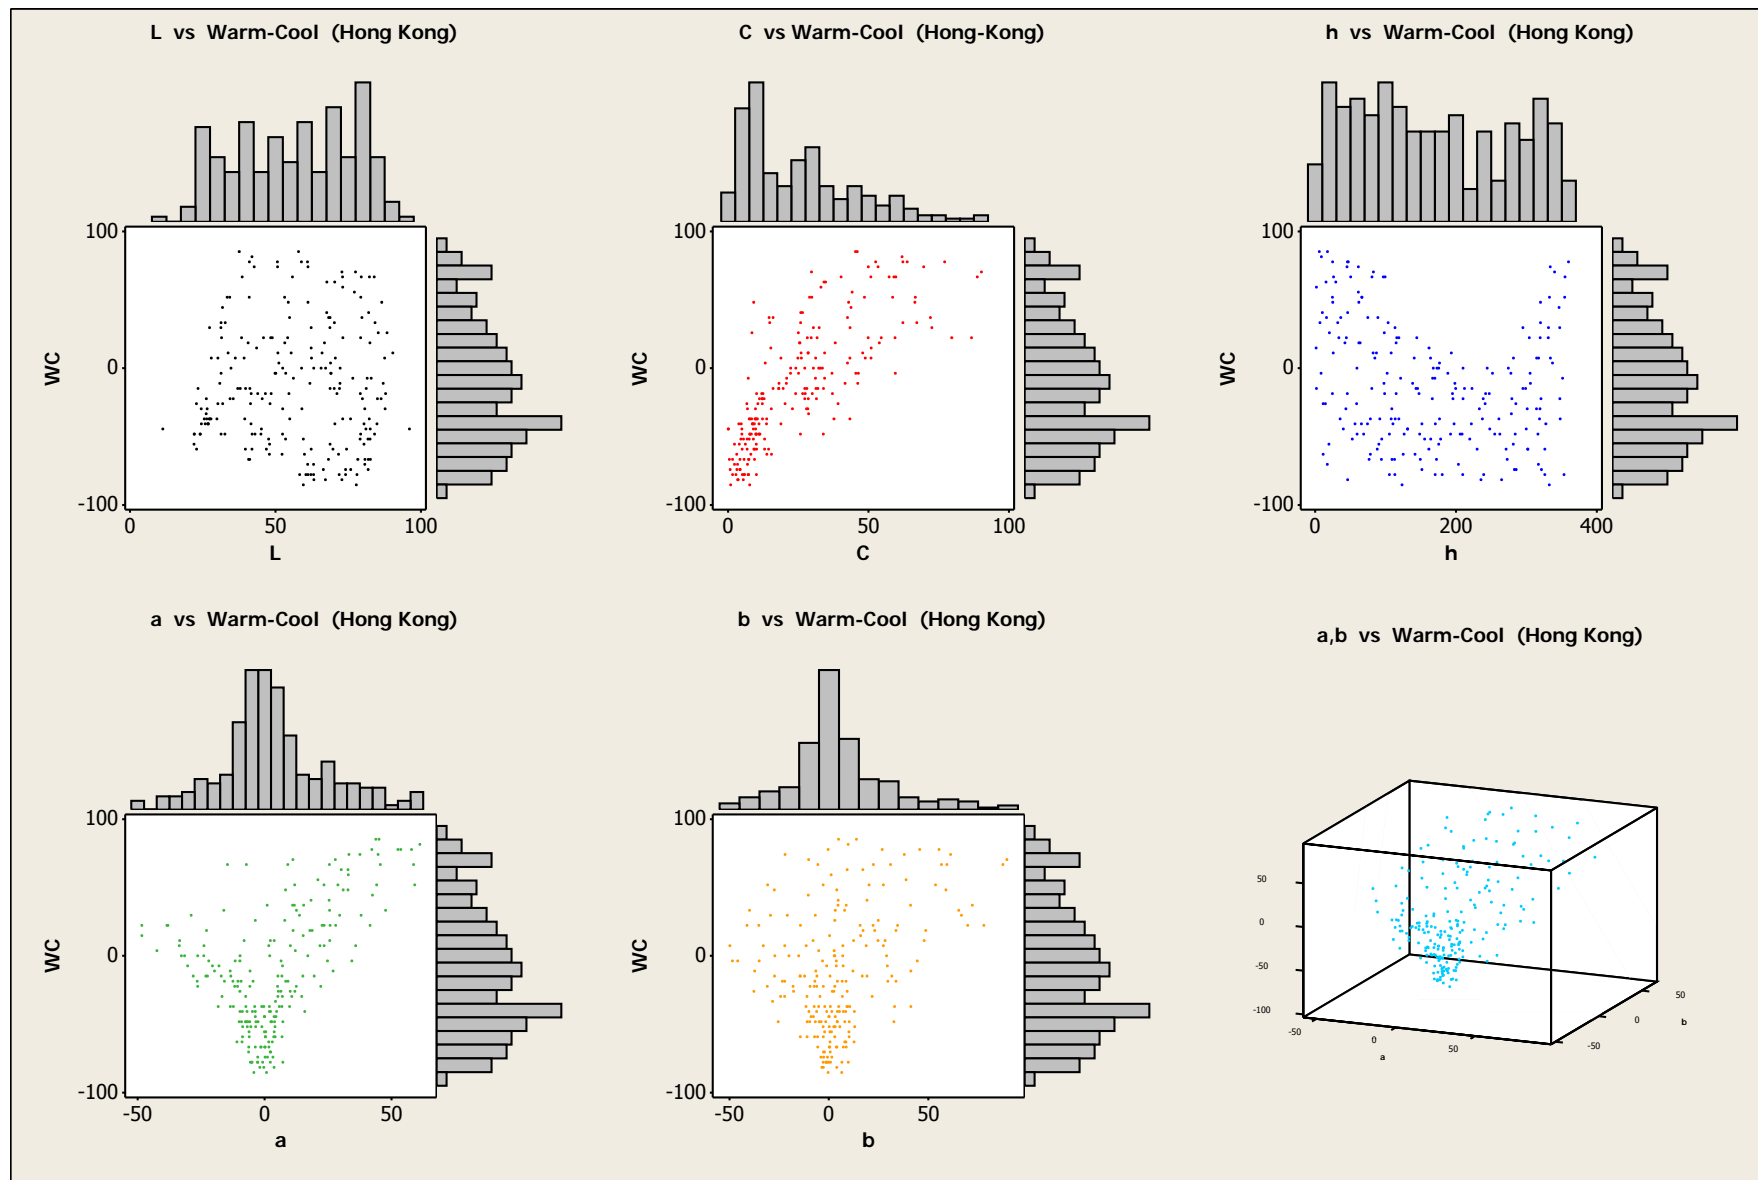 L vs Warm-Cool (Hong Kong)
C vs Warm-Cool (Hong-Kong)
h vs Warm-Cool (Hong Kong)
100
0
-100
WC
0 50 100
L
100
0
-100
WC
0 50 100
C
100
0
-100
WC
0 200 400
h
a vs Warm-Cool (Hong Kong)
b vs Warm-Cool (Hong Kong)
a,b vs Warm-Cool (Hong Kong)
100
0
-100
WC
-50 0 50
a
100
0
-100
WC
-50 0 50
b
50
0
-50
-100
-50
0
50
a
-50
0
50
b